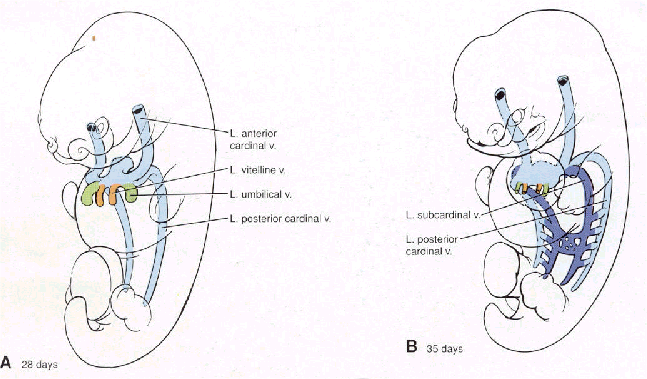 L. anterior
cardinal v.
L. vitelline v.
L. umbilical v.
L. posterior cardinal v.
A 28 days
L. subcardinal v.
L. posterior
cardinal v.
B 35 days